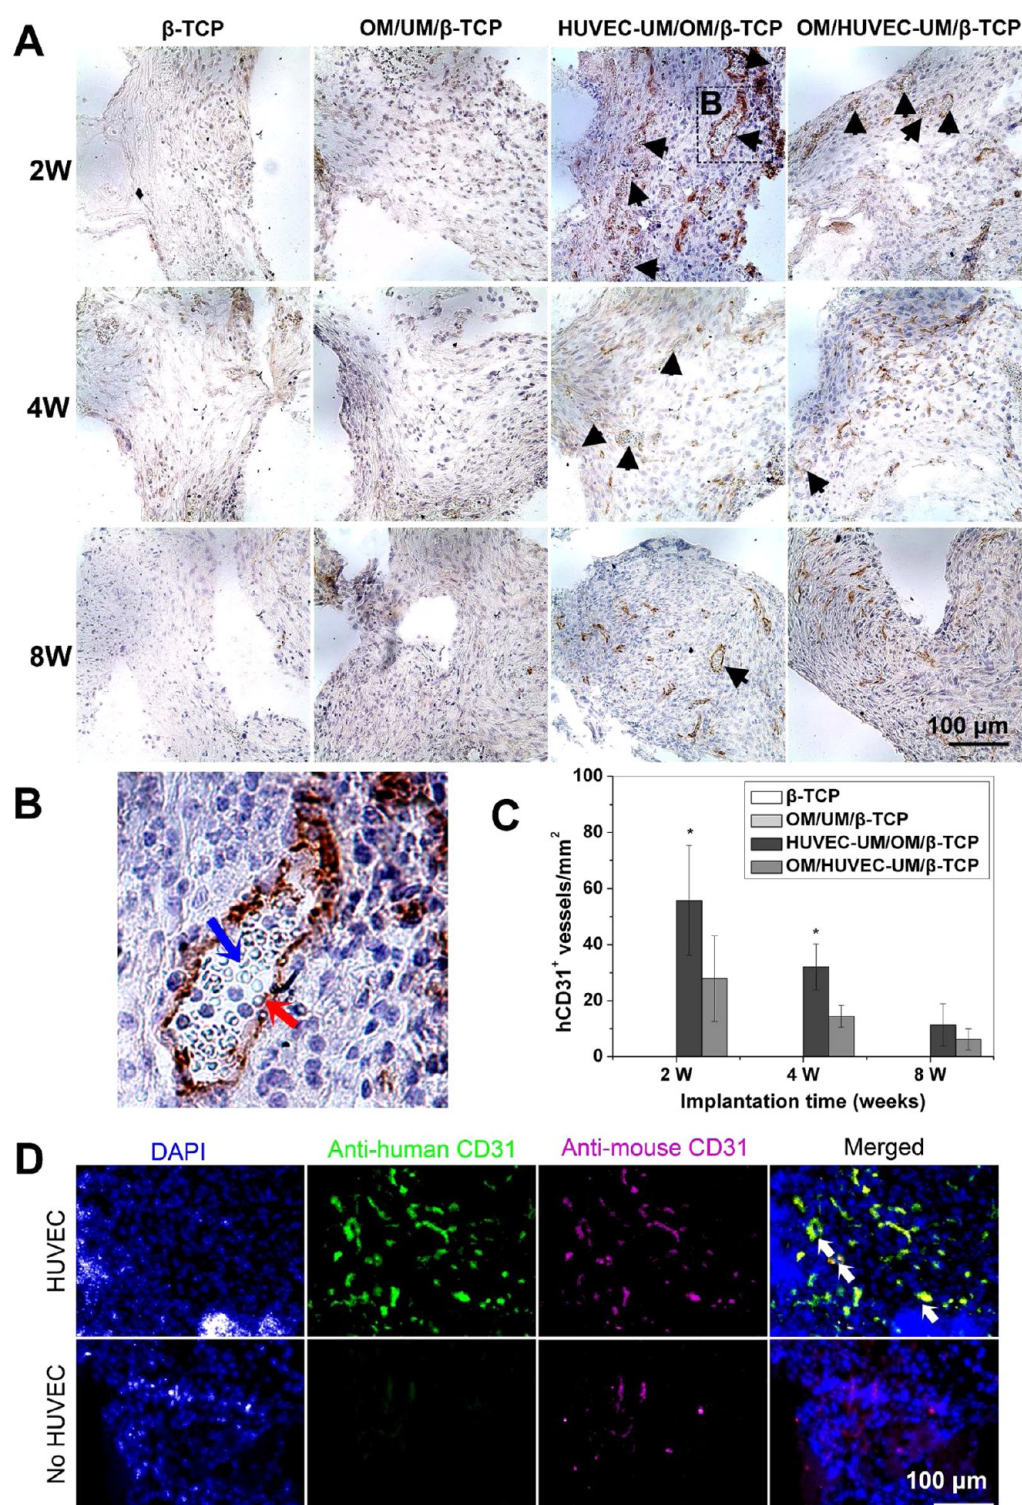 A
β-TCP OM/UM/β-TCP HUVEC-UM/OM/β-TCP OM/HUVEC-UM/β-TCP
2W
B
4W
8W
100 µm
B
C
hCD31⁺ vessels/mm²
100
80
60
40
20
0
β-TCP
OM/UM/β-TCP
HUVEC-UM/OM/β-TCP
OM/HUVEC-UM/β-TCP
*
*
2 W 4 W 8 W
Implantation time (weeks)
D
DAPI Anti-human CD31 Anti-mouse CD31 Merged
HUVEC
No HUVEC
100 µm